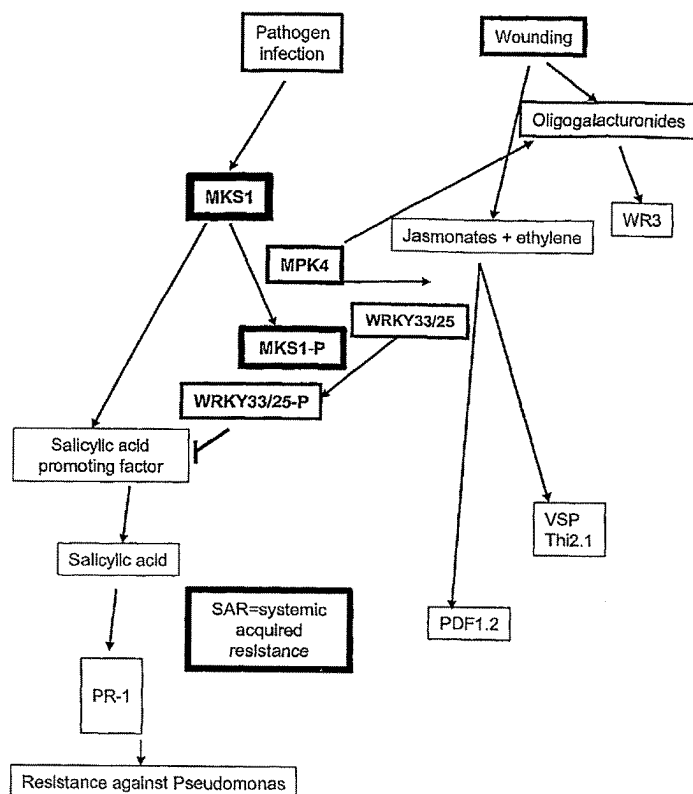 Pathogen
infection
Wounding
Oligogalacturonides
MKS1
WR3
Jasmonates + ethylene
MPK4
WRKY33/25
MKS1-P
WRKY33/25-P
Salicylic acid
promoting factor
VSP
Thi2.1
Salicylic acid
SAR=systemic
acquired
resistance
PDF1.2
PR-1
Resistance against Pseudomonas